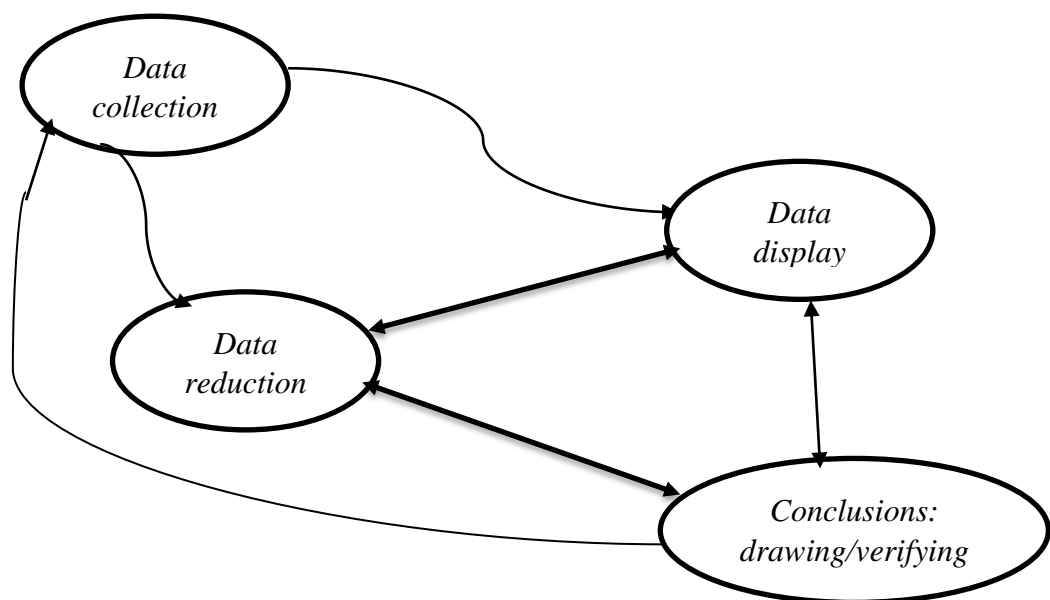 Data
collection
Data
display
Data
reduction
Conclusions:
drawing/verifying